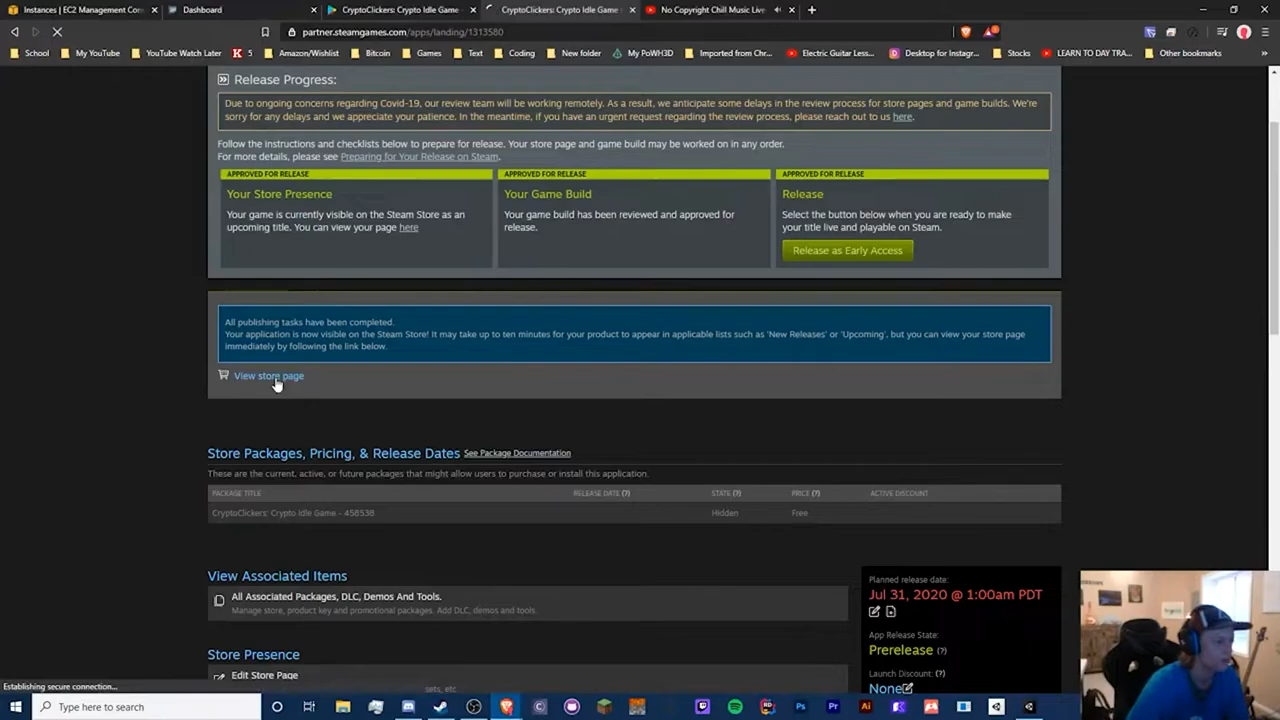 Instances | EC2 Management Con
Dashboard
CryptoClickers: Crypto Idle Game
CryptoClickers: Crypto Idle Game
No Copyright Chill Music Live
partner.steamgames.com/apps/landing/1313580
School
My YouTube
YouTube Watch Later
K 5
Amazon/Wishlist
Bitcoin
Games
Text
Coding
New folder
My PoWH3D
Imported from Chr...
Electric Guitar Less...
Desktop for Instagr...
Stocks
LEARN TO DAY TRA...
Other bookmarks
Release Progress:
Due to ongoing concerns regarding Covid-19, our review team will be working remotely. As a result, we anticipate some delays in the review process for store pages and game builds. We're
sorry for any delays and we appreciate your patience. In the meantime, if you have an urgent request regarding the review process, please reach out to us here.
Follow the instructions and checklists below to prepare for release. Your store page and game build may be worked on in any order.
For more details, please see Preparing for Your Release on Steam.
APPROVED FOR RELEASE
Your Store Presence
Your game is currently visible on the Steam Store as an
upcoming title. You can view your page here
APPROVED FOR RELEASE
Your Game Build
Your game build has been reviewed and approved for
release.
APPROVED FOR RELEASE
Release
Select the button below when you are ready to make
your title live and playable on Steam.
Release as Early Access
All publishing tasks have been completed.
Your application is now visible on the Steam Store! It may take up to ten minutes for your product to appear in applicable lists such as 'New Releases' or 'Upcoming', but you can view your store page
immediately by following the link below.
View store page
Store Packages, Pricing, & Release Dates See Package Documentation
These are the current, active, or future packages that might allow users to purchase or install this application.
PACKAGE TITLE RELEASE DATE (?) STATE (?) PRICE (?) ACTIVE DISCOUNT
CryptoClickers: Crypto Idle Game - 458538 Hidden Free
View Associated Items
All Associated Packages, DLC, Demos And Tools.
Manage store, product key and promotional packages. Add DLC, demos and tools.
Store Presence
Edit Store Page
sets, etc.
Planned release date:
Jul 31, 2020 @ 1:00am PDT
App Release State:
Prerelease (?)
Launch Discount: (?)
None
Establishing secure connection...
Type here to search